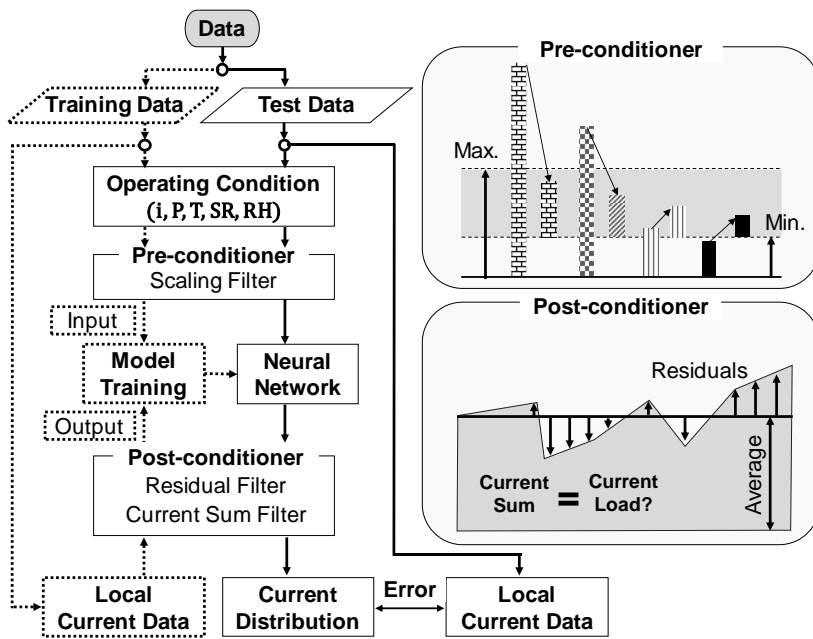 Data
Training Data
Test Data
Operating Condition
(i, P, T, SR, RH)
Pre-conditioner
Scaling Filter
Input
Model
Training
Neural
Network
Output
Post-conditioner
Residual Filter
Current Sum Filter
Local
Current Data
Current
Distribution
Error
Local
Current Data
Pre-conditioner
Max.
Min.
Post-conditioner
Residuals
Current
Sum
=
Current
Load?
Average